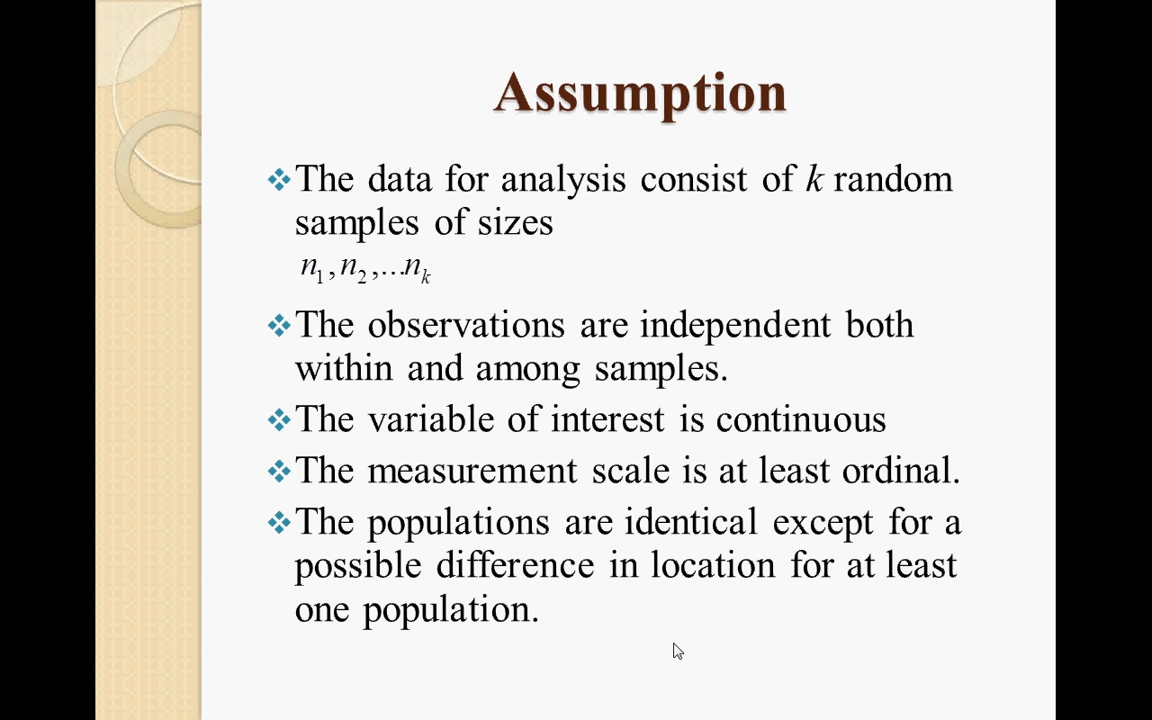 Assumption
The data for analysis consist of k random
samples of sizes
n₁,n₂,...nₖ
The observations are independent both
within and among samples.
The variable of interest is continuous
The measurement scale is at least ordinal.
The populations are identical except for a
possible difference in location for at least
one population.